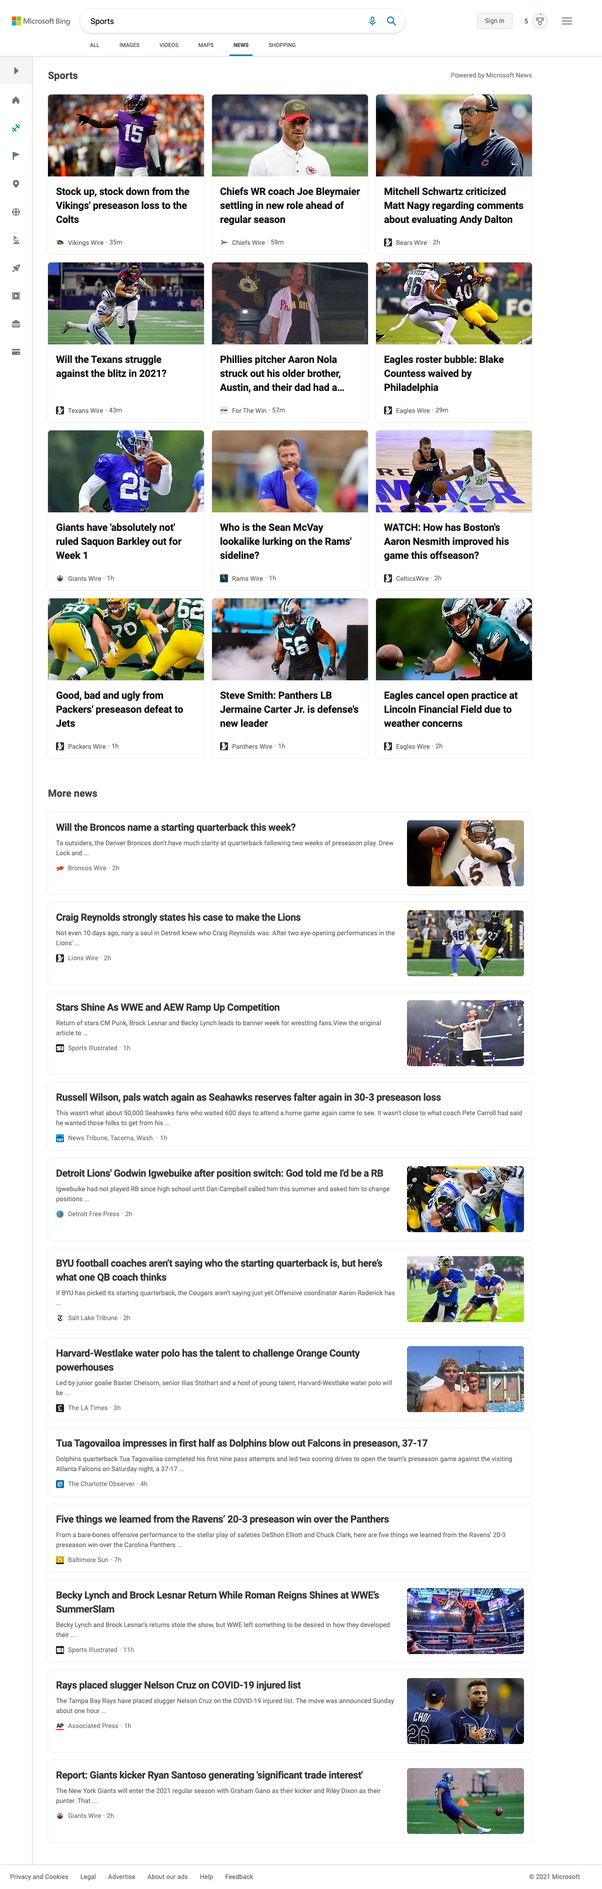 Microsoft Bing
Sports
Sign in
5
ALL IMAGES VIDEOS MAPS NEWS SHOPPING
Sports
Powered by Microsoft News
15
Stock up, stock down from the
Vikings' preseason loss to the
Colts
Vikings Wire · 35m
Chiefs WR coach Joe Bleymaier
settling in new role ahead of
regular season
Chiefs Wire · 59m
Mitchell Schwartz criticized
Matt Nagy regarding comments
about evaluating Andy Dalton
Bears Wire · 2h
Will the Texans struggle
against the blitz in 2021?
Texans Wire · 43m
Phillies pitcher Aaron Nola
struck out his older brother,
Austin, and their dad had a...
For The Win · 57m
Eagles roster bubble: Blake
Countess waived by
Philadelphia
Eagles Wire · 29m
Giants have 'absolutely not'
ruled Saquon Barkley out for
Week 1
Giants Wire · 1h
Who is the Sean McVay
lookalike lurking on the Rams'
sideline?
Rams Wire · 1h
WATCH: How has Boston's
Aaron Nesmith improved his
game this offseason?
CelticsWire · 2h
70
62
Good, bad and ugly from
Packers' preseason defeat to
Jets
Packers Wire · 1h
56
Steve Smith: Panthers LB
Jermaine Carter Jr. is defense's
new leader
Panthers Wire · 1h
Eagles cancel open practice at
Lincoln Financial Field due to
weather concerns
Eagles Wire · 2h
More news
Will the Broncos name a starting quarterback this week?
To outsiders, the Denver Broncos don't have much clarity at quarterback following two weeks of preseason play. Drew
Lock and ...
Broncos Wire · 2h
5
Craig Reynolds strongly states his case to make the Lions
Not even 10 days ago, nary a soul in Detroit knew who Craig Reynolds was. After two eye-opening performances in the
Lions' ...
Lions Wire · 2h
Stars Shine As WWE and AEW Ramp Up Competition
Return of stars CM Punk, Brock Lesnar and Becky Lynch leads to banner week for wrestling fans.View the original
article to ...
Sports Illustrated · 1h
Russell Wilson, pals watch again as Seahawks reserves falter again in 30-3 preseason loss
This wasn't what about 50,000 Seahawks fans who waited 600 days to attend a home game again came to see. It wasn't close to what coach Pete Carroll had said
he wanted those folks to get from his ...
News Tribune, Tacoma, Wash. · 1h
Detroit Lions' Godwin Igwebuike after position switch: God told me I'd be a RB
Igwebuike had not played RB since high school until Dan Campbell called him this summer and asked him to change
positions ...
Detroit Free Press · 2h
BYU football coaches aren't saying who the starting quarterback is, but here's
what one QB coach thinks
If BYU has picked its starting quarterback, the Cougars aren't saying just yet.Offensive coordinator Aaron Roderick has
...
Salt Lake Tribune · 2h
Harvard-Westlake water polo has the talent to challenge Orange County
powerhouses
Led by junior goalie Baxter Chelsom, senior Ilias Stothart and a host of young talent, Harvard-Westlake water polo will
be ...
The LA Times · 3h
Tua Tagovailoa impresses in first half as Dolphins blow out Falcons in preseason, 37-17
Dolphins quarterback Tua Tagovailoa completed his first nine pass attempts and led two scoring drives to open the team's preseason game against the visiting
Atlanta Falcons on Saturday night, a 37-17 ...
The Charlotte Observer · 4h
Five things we learned from the Ravens' 20-3 preseason win over the Panthers
From a bare-bones offensive performance to the stellar play of safeties DeShon Elliott and Chuck Clark, here are five things we learned from the Ravens' 20-3
preseason win over the Carolina Panthers ...
Baltimore Sun · 7h
Becky Lynch and Brock Lesnar Return While Roman Reigns Shines at WWE's
SummerSlam
Becky Lynch and Brock Lesnar's returns stole the show, but WWE left something to be desired in how they developed
their ...
Sports Illustrated · 11h
Rays placed slugger Nelson Cruz on COVID-19 injured list
The Tampa Bay Rays have placed slugger Nelson Cruz on the COVID-19 injured list. The move was announced Sunday
about one hour ...
AP Associated Press · 1h
CHOI
26
Report: Giants kicker Ryan Santoso generating 'significant trade interest'
The New York Giants will enter the 2021 regular season with Graham Gano as their kicker and Riley Dixon as their
punter. That ...
Giants Wire · 2h
Privacy and Cookies Legal Advertise About our ads Help Feedback
© 2021 Microsoft